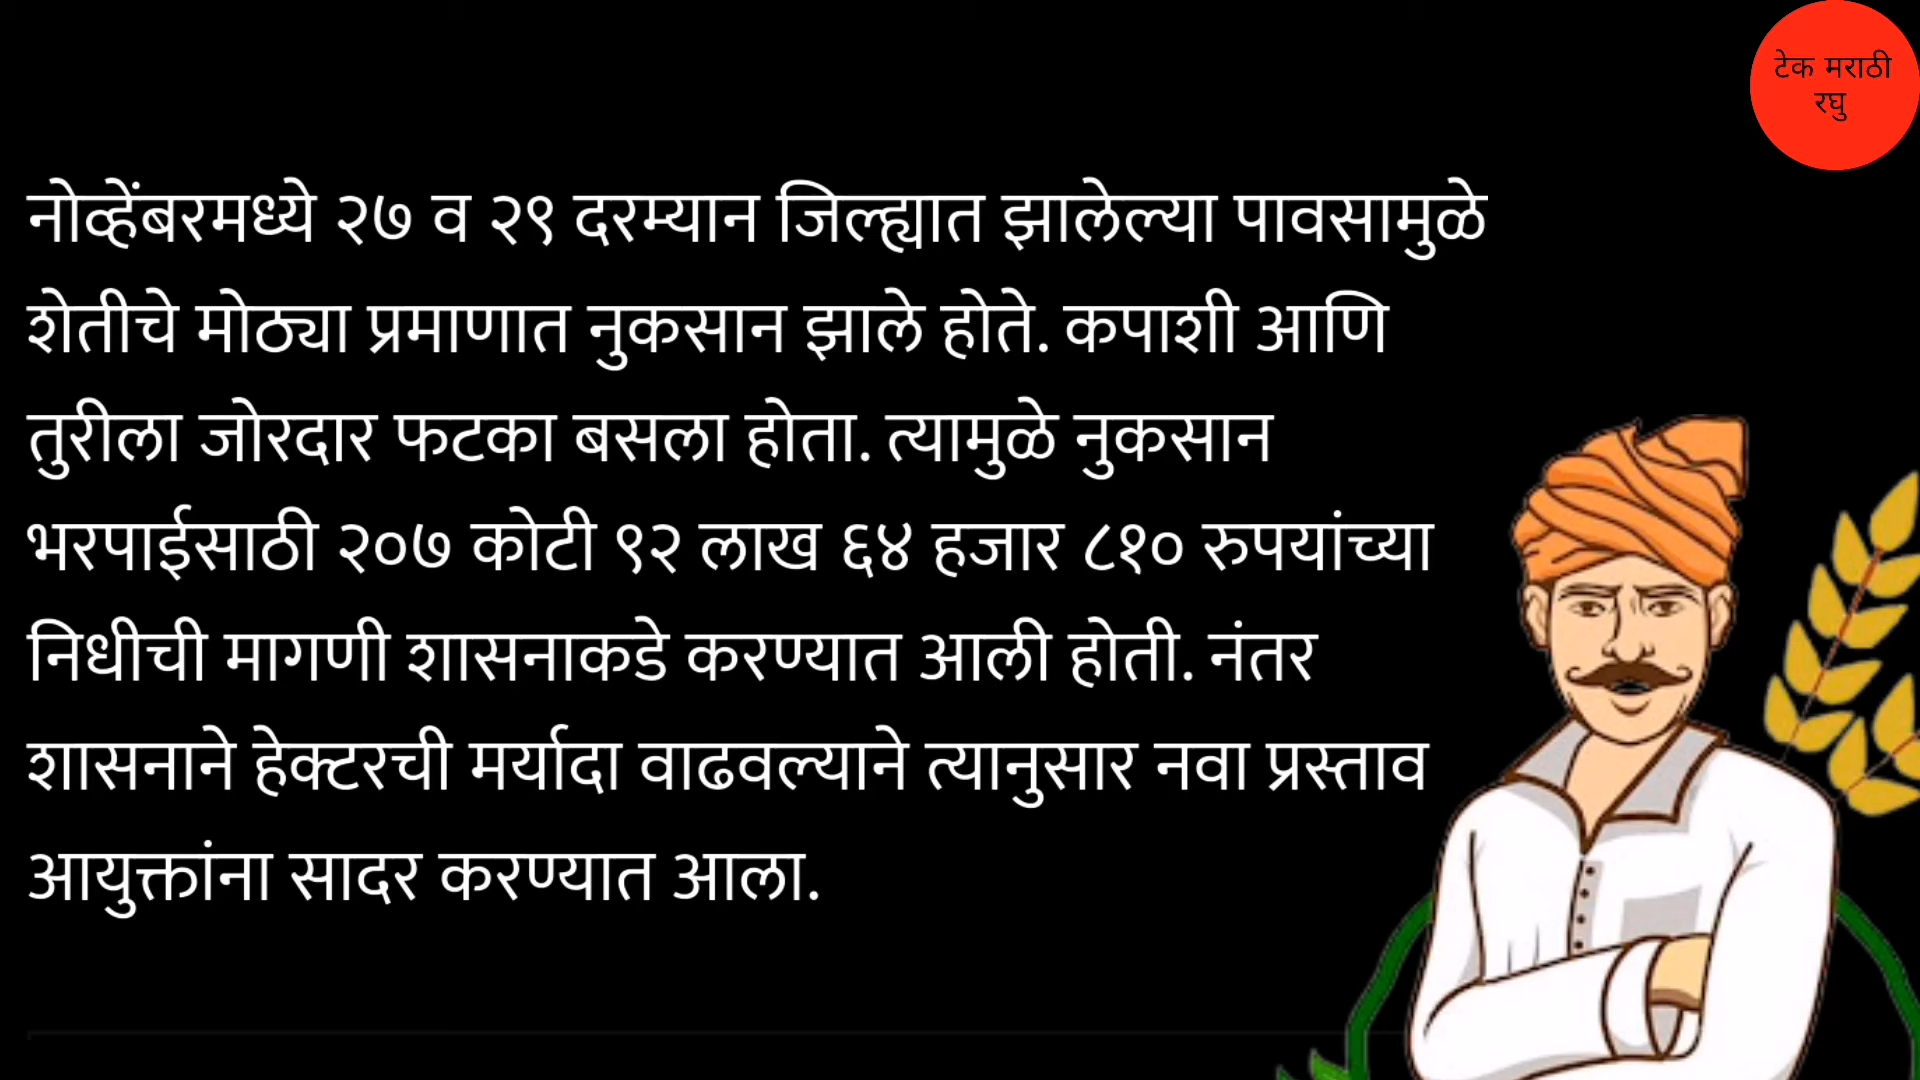 टेक मराठी
रघु
नोव्हेंबरमध्ये २७ व २९ दरम्यान जिल्ह्यात झालेल्या पावसामुळे
शेतीचे मोठ्या प्रमाणात नुकसान झाले होते. कपाशी आणि
तुरीला जोरदार फटका बसला होता. त्यामुळे नुकसान
भरपाईसाठी २०७ कोटी ९२ लाख ६४ हजार ८१० रुपयांच्या
निधीची मागणी शासनाकडे करण्यात आली होती. नंतर
शासनाने हेक्टरची मर्यादा वाढवल्याने त्यानुसार नवा प्रस्ताव
आयुक्तांना सादर करण्यात आला.